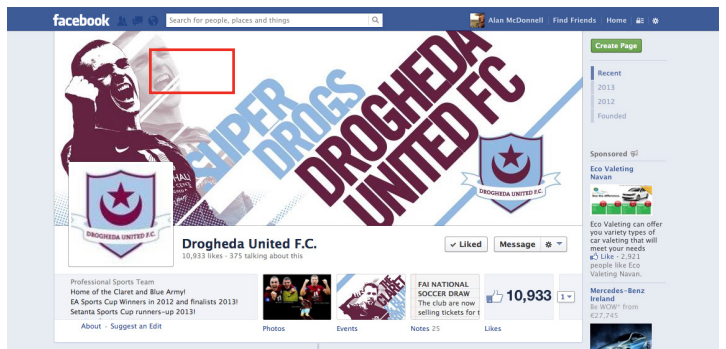 facebook
Search for people, places and things
Alan McDonnell
Find Friends
Home
SUPER
DROGS
DROGHEDA
UNITED FC
DROGHEDA UNITED F.C.
DROGHEDA UNITED F.C.
Drogheda United F.C.
10,933 likes · 375 talking about this
✓ Liked
Message
Professional Sports Team
Home of the Claret and Blue Army!
EA Sports Cup Winners in 2012 and finalists 2013!
Setanta Sports Cup runners-up 2013!
About · Suggest an Edit
Photos
CLARET
Events
FAI NATIONAL
SOCCER DRAW
The club are now
selling tickets for t
Notes 25
10,933
Likes
1
Create Page
Recent
2013
2012
Founded
Sponsored
Eco Valeting
Navan
Eco Valeting can offer
you variety types of
car valeting that will
meet your needs
Like · 2,921
people like Eco
Valeting Navan.
Mercedes-Benz
Ireland
Be WOW® from
€27,745